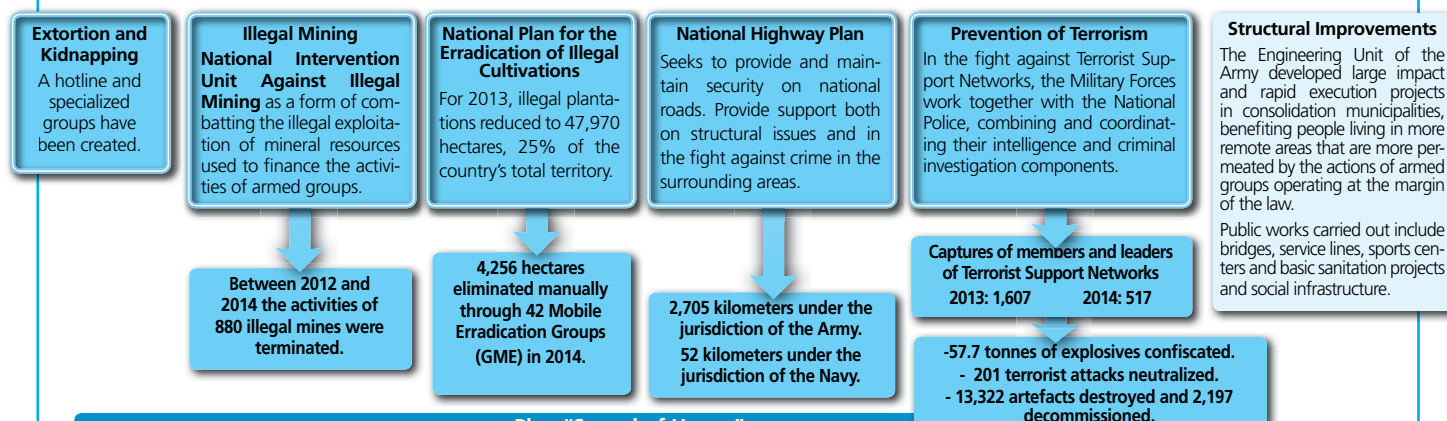 Extortion and
Kidnapping
A hotline and
specialized
groups have
been created.
Illegal Mining
National Intervention
Unit Against Illegal
Mining as a form of com-
batting the illegal exploita-
tion of mineral resources
used to finance the activi-
ties of armed groups.
Between 2012 and
2014 the activities of
880 illegal mines were
terminated.
National Plan for the
Erradication of Illegal
Cultivations
For 2013, illegal planta-
tions reduced to 47,970
hectares, 25% of the
country's total territory.
4,256 hectares
eliminated manually
through 42 Mobile
Erradication Groups
(GME) in 2014.
National Highway Plan
Seeks to provide and main-
tain security on national
roads. Provide support both
on structural issues and in
the fight against crime in the
surrounding areas.
2,705 kilometers under the
jurisdiction of the Army.
52 kilometers under the
jurisdiction of the Navy.
Prevention of Terrorism
In the fight against Terrorist Sup-
port Networks, the Military Forces
work together with the National
Police, combining and coordinat-
ing their intelligence and criminal
investigation components.
Captures of members and leaders
of Terrorist Support Networks
2013: 1,607 2014: 517
-57.7 tonnes of explosives confiscated.
- 201 terrorist attacks neutralized.
- 13,322 artefacts destroyed and 2,197
decommissioned.
Structural Improvements
The Engineering Unit of the
Army developed large impact
and rapid execution projects
in consolidation municipalities,
benefiting people living in more
remote areas that are more per-
meated by the actions of armed
groups operating at the margin
of the law.
Public works carried out include
bridges, service lines, sports cen-
ters and basic sanitation projects
and social infrastructure.